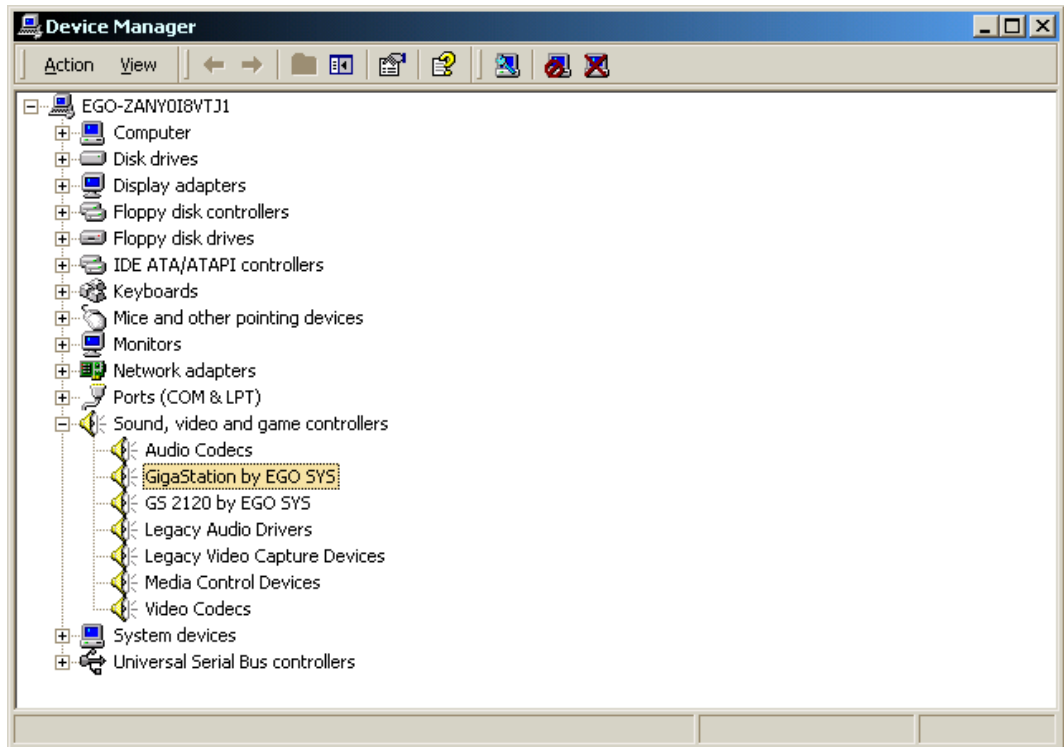 Device Manager
Action View
EGO-ZANY0I8VTJ1
Computer
Disk drives
Display adapters
Floppy disk controllers
Floppy disk drives
IDE ATA/ATAPI controllers
Keyboards
Mice and other pointing devices
Monitors
Network adapters
Ports (COM & LPT)
Sound, video and game controllers
Audio Codecs
GigaStation by EGO SYS
GS 2120 by EGO SYS
Legacy Audio Drivers
Legacy Video Capture Devices
Media Control Devices
Video Codecs
System devices
Universal Serial Bus controllers